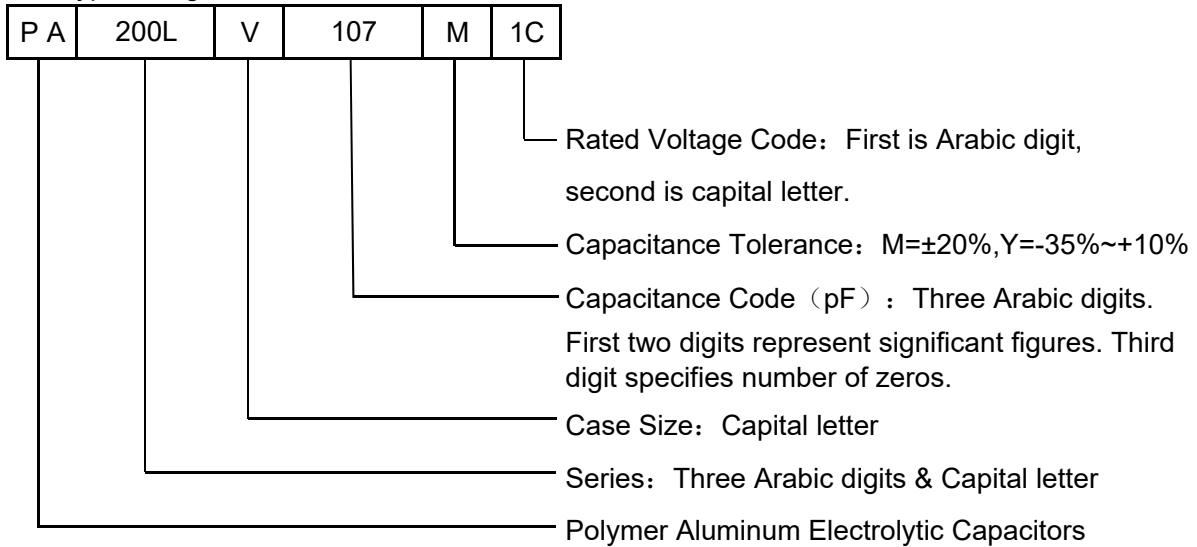 P A 200L V 107 M 1C
Rated Voltage Code：First is Arabic digit,
second is capital letter.
Capacitance Tolerance：M=±20%,Y=-35%~+10%
Capacitance Code（pF）：Three Arabic digits.
First two digits represent significant figures. Third
digit specifies number of zeros.
Case Size：Capital letter
Series：Three Arabic digits & Capital letter
Polymer Aluminum Electrolytic Capacitors